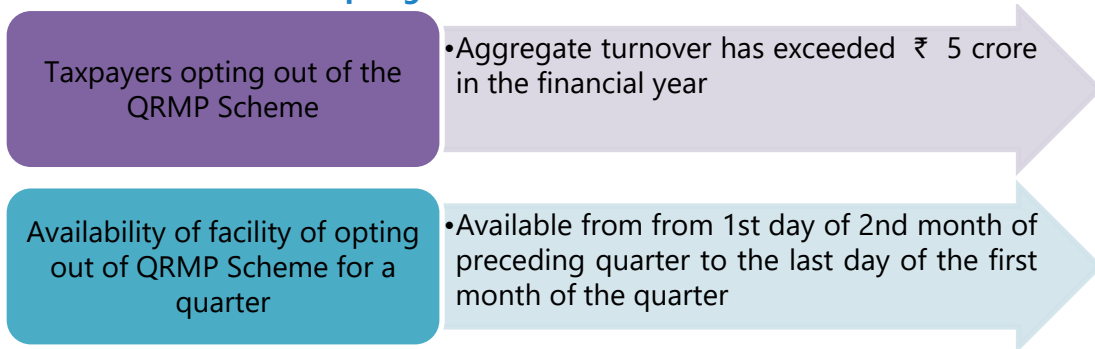 Taxpayers opting out of the
QRMP Scheme
•Aggregate turnover has exceeded ₹ 5 crore
in the financial year
Availability of facility of opting
out of QRMP Scheme for a
quarter
•Available from from 1st day of 2nd month of
preceding quarter to the last day of the first
month of the quarter